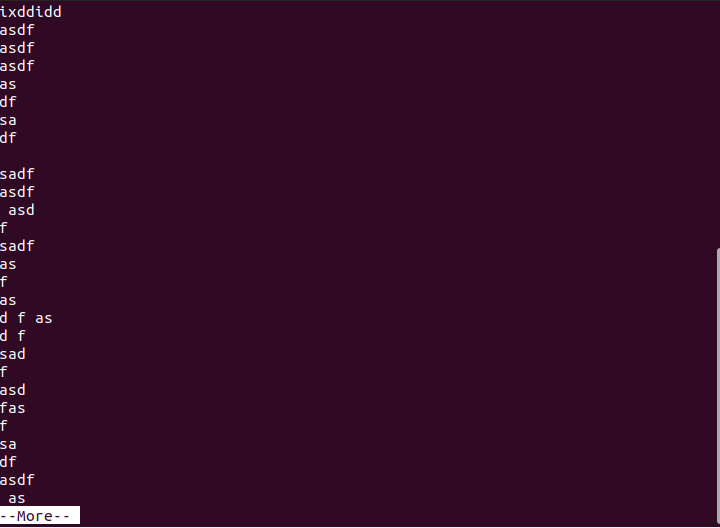 ixddidd
asdf
asdf
asdf
as
df
sa
df

sadf
asdf
 asd
f
sadf
as
f
as
d f as
d f
sad
f
asd
fas
f
sa
df
asdf
 as
--More--